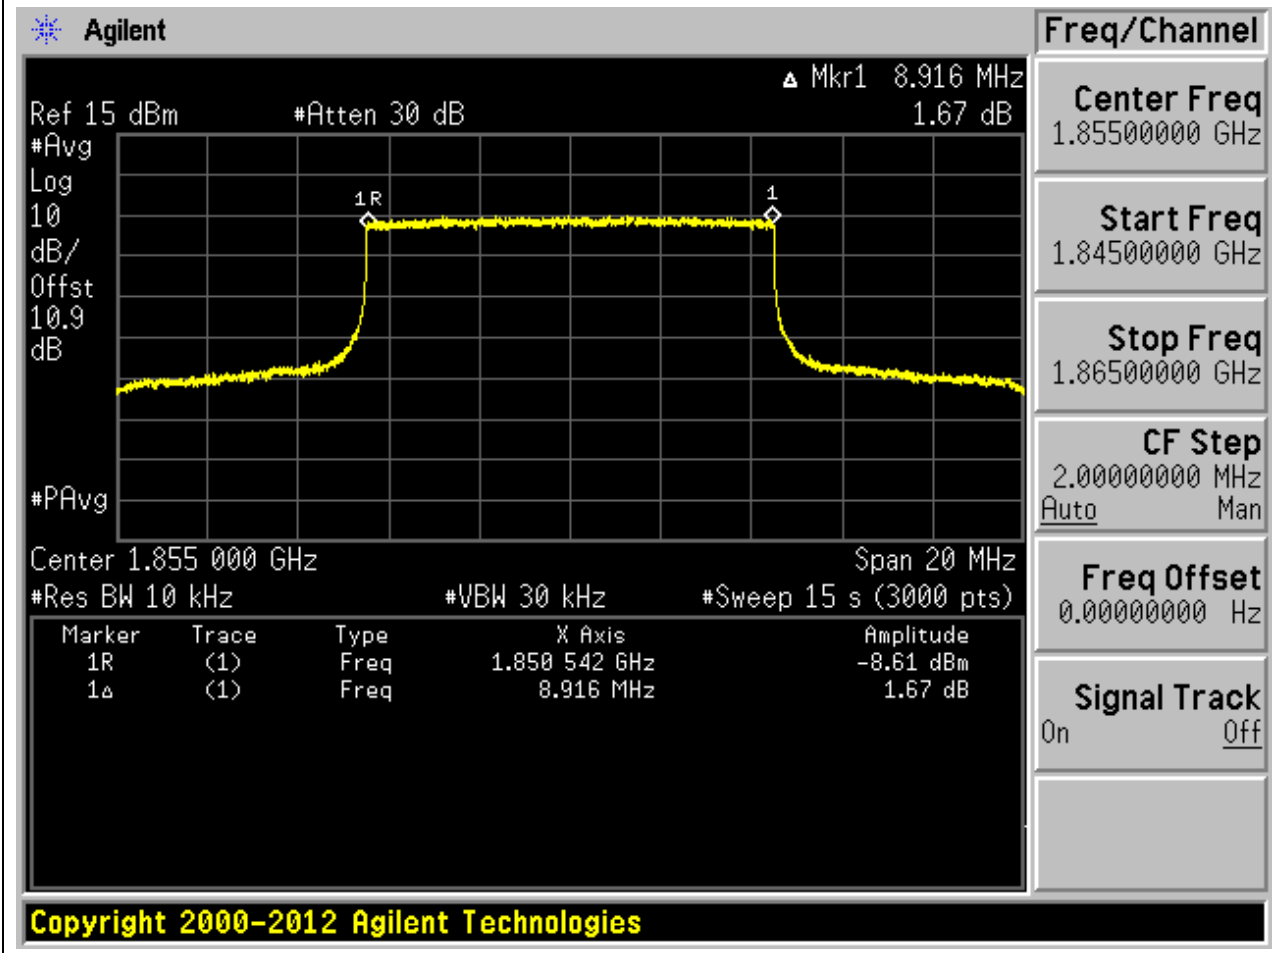 Agilent
Freq/Channel
▵ Mkr1 8.916 MHz
Ref 15 dBm #Atten 30 dB 1.67 dB
#Avg
Log
10
dB/
Offst
10.9
dB
1R
1
#PAvg
Center 1.855 000 GHz Span 20 MHz
#Res BW 10 kHz #VBW 30 kHz #Sweep 15 s (3000 pts)
Marker Trace Type X Axis Amplitude
1R (1) Freq 1.850 542 GHz -8.61 dBm
1▵ (1) Freq 8.916 MHz 1.67 dB
Center Freq
1.85500000 GHz
Start Freq
1.84500000 GHz
Stop Freq
1.86500000 GHz
CF Step
2.00000000 MHz
Auto Man
Freq Offset
0.00000000 Hz
Signal Track
On Off
Copyright 2000-2012 Agilent Technologies